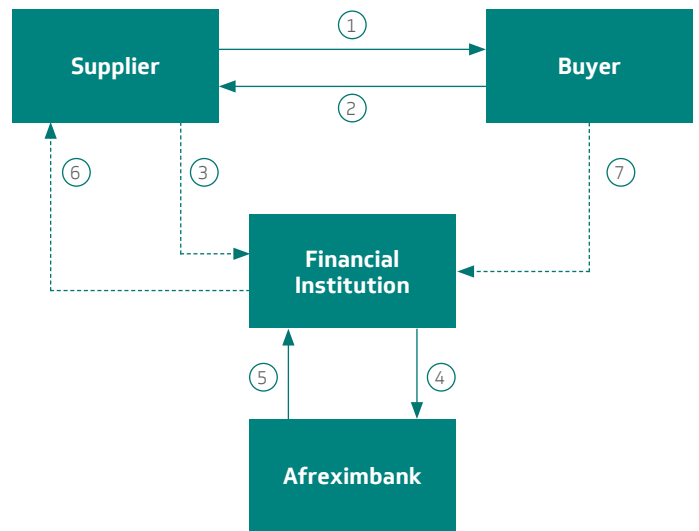 1
Supplier
Buyer
2
6
3
7
Financial
Institution
5
4
Afreximbank